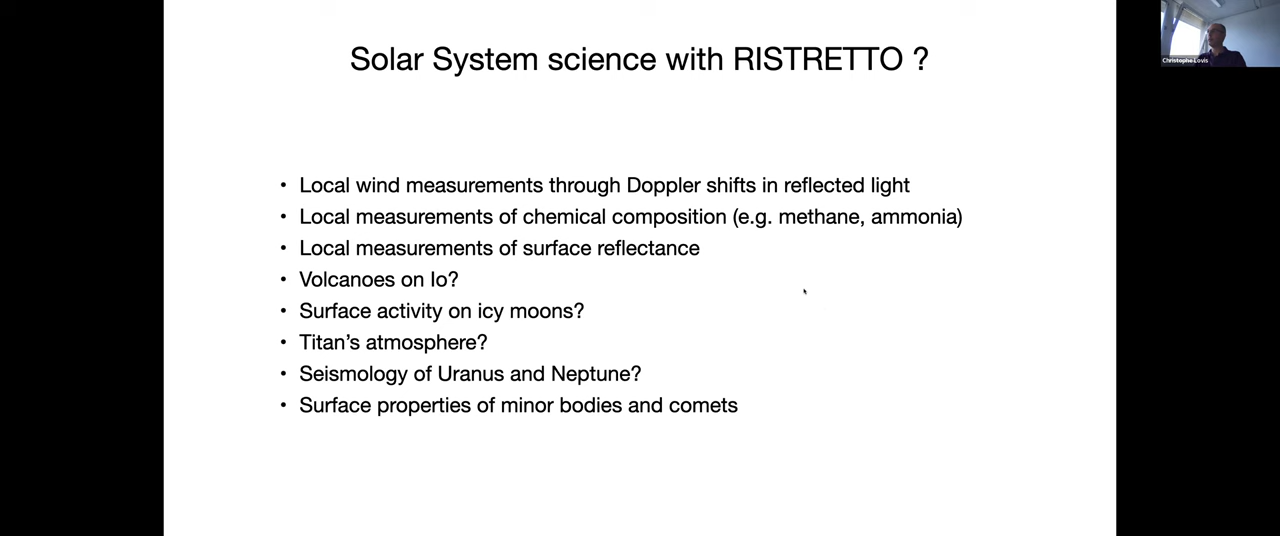 Solar System science with RISTRETTO ?
Christophe Lovis
• Local wind measurements through Doppler shifts in reflected light
• Local measurements of chemical composition (e.g. methane, ammonia)
• Local measurements of surface reflectance
• Volcanoes on Io?
• Surface activity on icy moons?
• Titan’s atmosphere?
• Seismology of Uranus and Neptune?
• Surface properties of minor bodies and comets